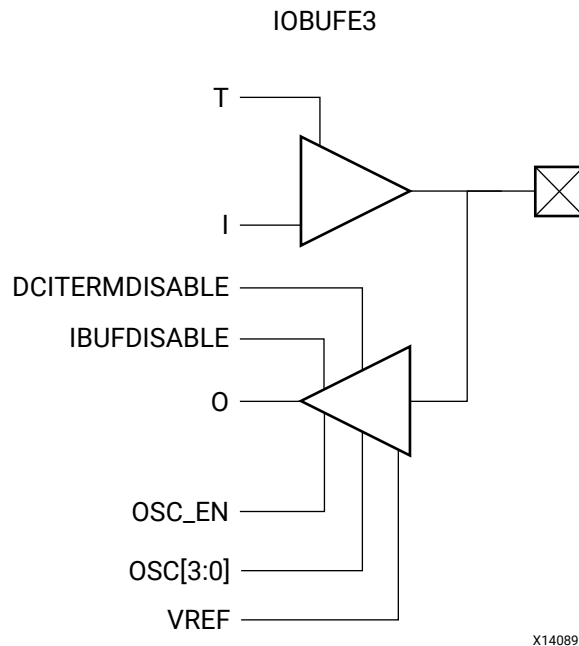 IOBUFE3
T
I
DCITERMDISABLE
IBUFDISABLE
O
OSC_EN
OSC[3:0]
VREF
X14089